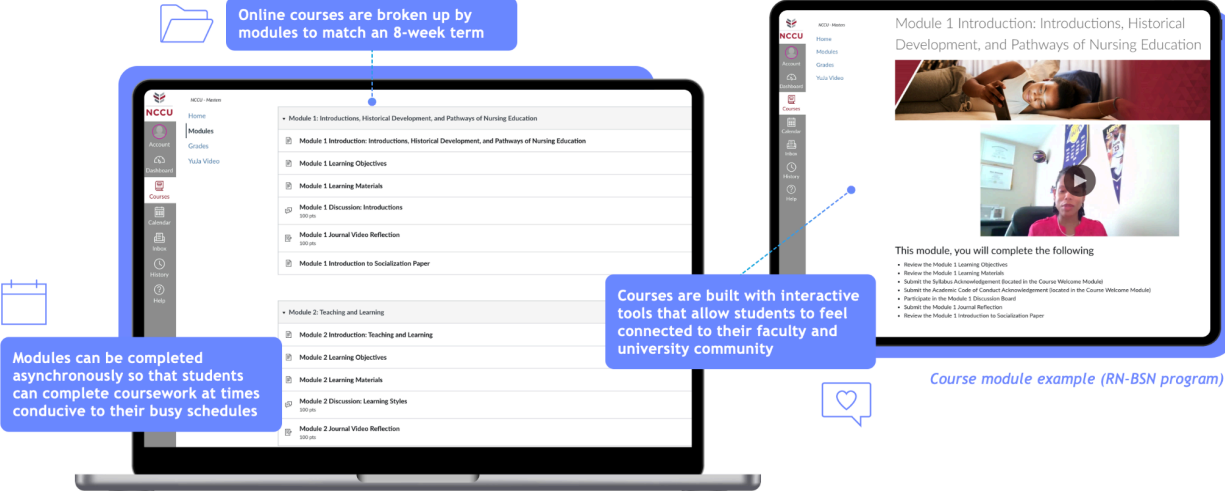 Online courses are broken up by
modules to match an 8-week term
NCCU
Account
Dashboard
Courses
Calendar
Inbox
History
Help
NCCU - Masters
Home
Modules
Grades
YuJa Video
Module 1: Introductions, Historical Development, and Pathways of Nursing Education
Module 1 Introduction: Introductions, Historical Development, and Pathways of Nursing Education
Module 1 Learning Objectives
Module 1 Learning Materials
Module 1 Discussion: Introductions
100 pts
Module 1 Journal Video Reflection
100 pts
Module 1 Introduction to Socialization Paper
Module 2: Teaching and Learning
Module 2 Introduction: Teaching and Learning
Module 2 Learning Objectives
Module 2 Learning Materials
Module 2 Discussion: Learning Styles
100 pts
Module 2 Journal Video Reflection
100 pts
Modules can be completed
asynchronously so that students
can complete coursework at times
conducive to their busy schedules
NCCU
Account
Dashboard
Courses
Calendar
Inbox
History
Help
NCCU - Masters
Home
Modules
Grades
YuJa Video
Module 1 Introduction: Introductions, Historical
Development, and Pathways of Nursing Education
This module, you will complete the following
• Review the Module 1 Learning Objectives
• Review the Module 1 Learning Materials
• Submit the Syllabus Acknowledgement (located in the Course Welcome Module)
• Submit the Academic Code of Conduct Acknowledgement (located in the Course Welcome Module)
• Participate in the Module 1 Discussion Board
• Submit the Module 1 Journal Reflection
• Review the Module 1 Introduction to Socialization Paper
Courses are built with interactive
tools that allow students to feel
connected to their faculty and
university community
Course module example (RN-BSN program)